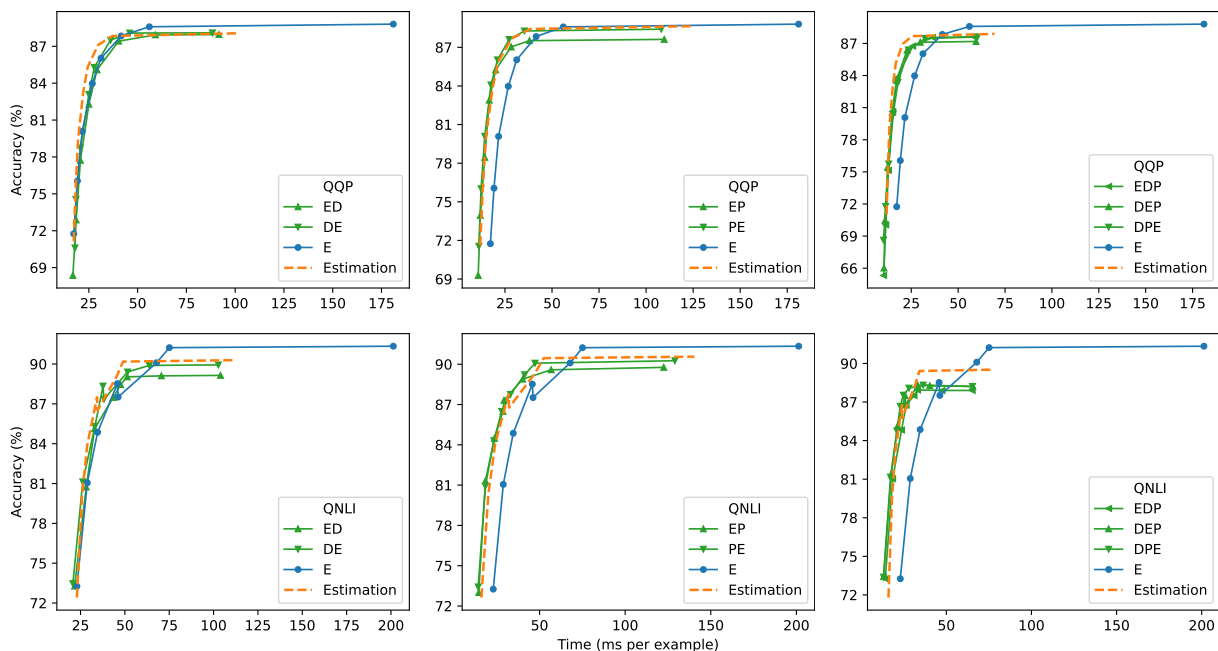 Accuracy (%)
87
84
81
78
75
72
69
25 50 75 100 125 150 175
QQP
ED
DE
E
Estimation
87
84
81
78
75
72
69
25 50 75 100 125 150 175
QQP
EP
PE
E
Estimation
87
84
81
78
75
72
69
66
25 50 75 100 125 150 175
QQP
EDP
DEP
DPE
E
Estimation
Accuracy (%)
90
87
84
81
78
75
72
25 50 75 100 125 150 175 200
QNLI
ED
DE
E
Estimation
90
87
84
81
78
75
72
50 100 150 200
QNLI
EP
PE
E
Estimation
Time (ms per example)
90
87
84
81
78
75
72
50 100 150 200
QNLI
EDP
DEP
DPE
E
Estimation